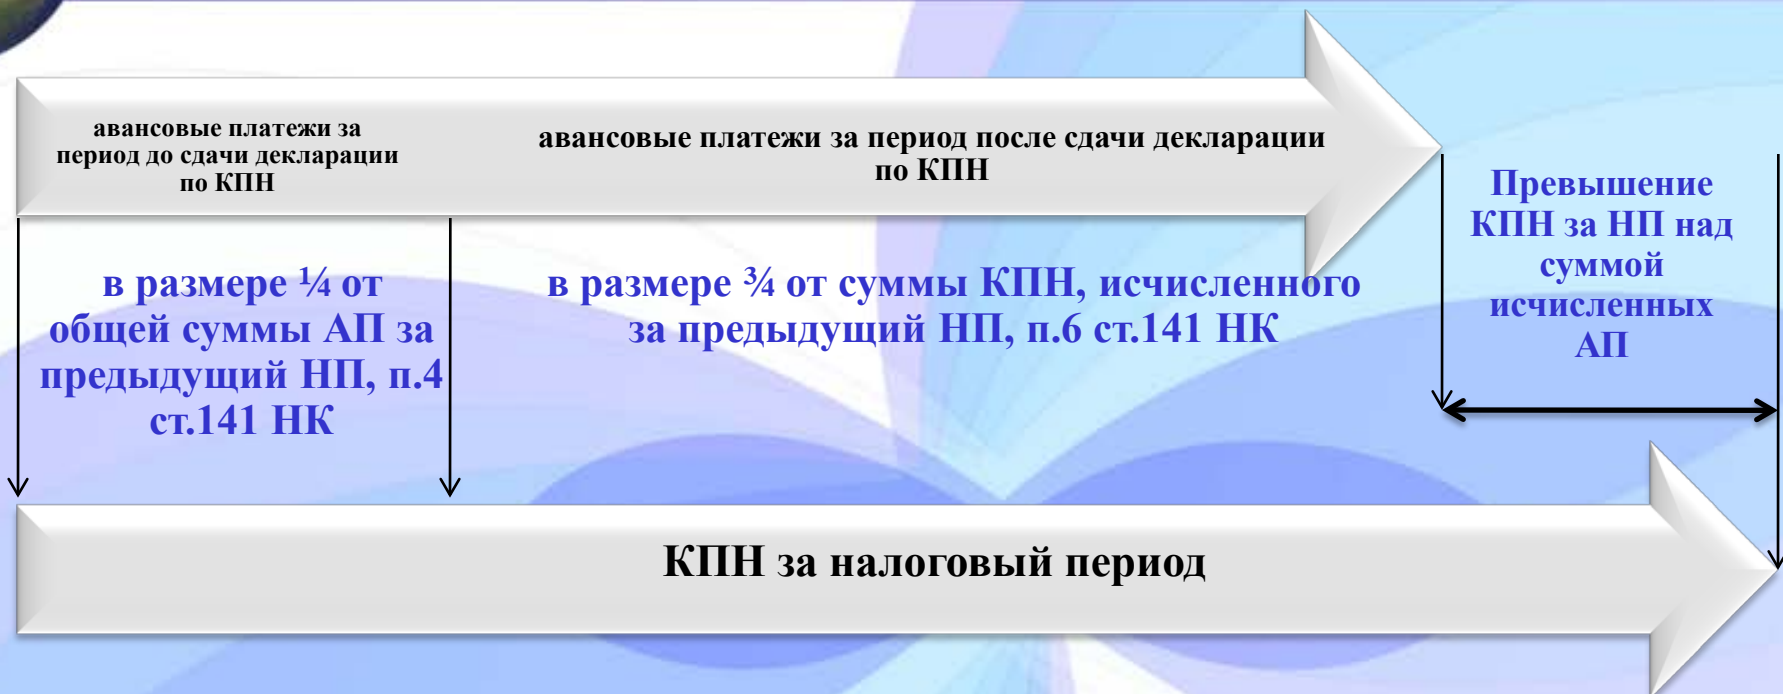 авансовые платежи за
период до сдачи декларации
по КПН
авансовые платежи за период после сдачи декларации
по КПН
в размере ¼ от
общей суммы АП за
предыдущий НП, п.4
ст.141 НК
в размере ¾ от суммы КПН, исчисленного
за предыдущий НП, п.6 ст.141 НК
Превышение
КПН за НП над
суммой
исчисленных
АП
КПН за налоговый период